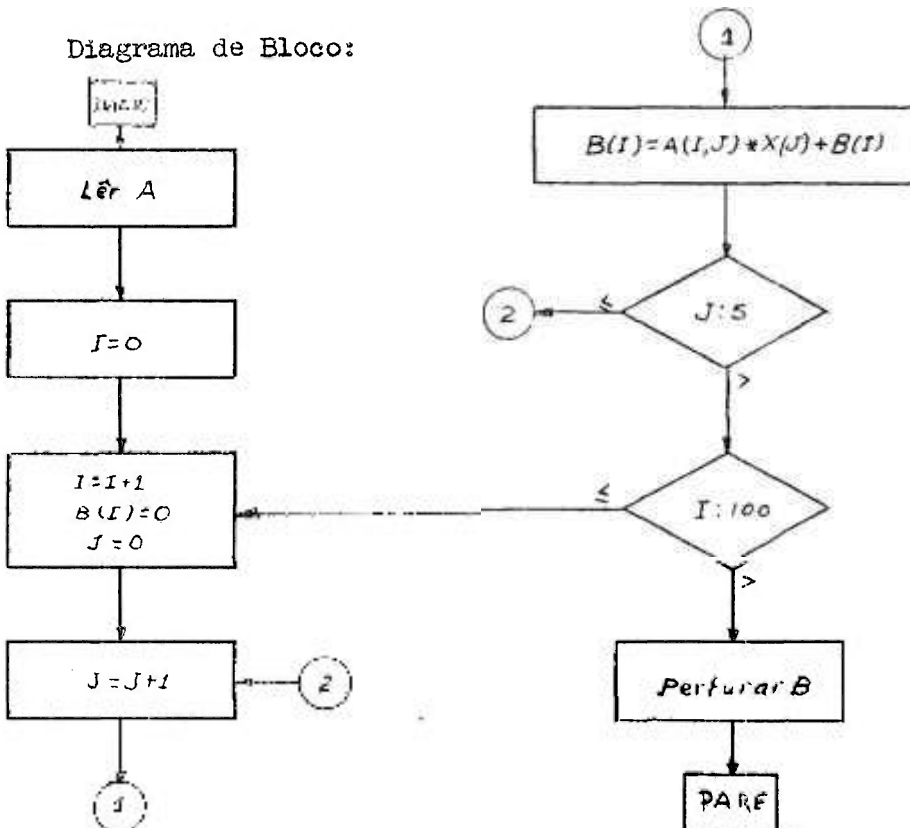 Diagrama de Bloco:
Lêr A
I=0
I=I+1
B(I)=0
J=0
J=J+1
2
1
1
B(I)=A(I,J)*X(J)+B(I)
J:5
≤
2
>
I:100
≤
>
Perfurar B
PARE